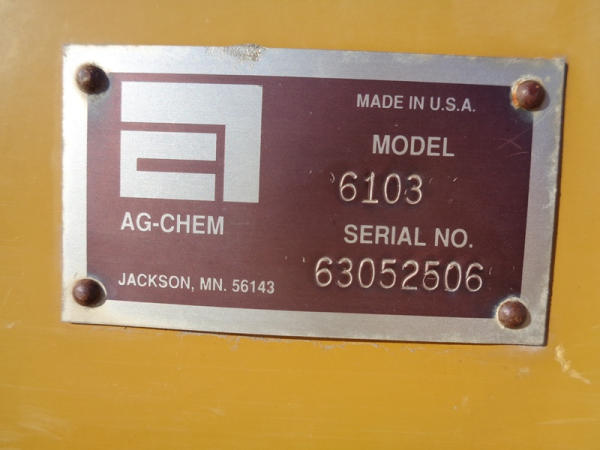 MADE IN U.S.A.
MODEL
6103
AG-CHEM
SERIAL NO.
JACKSON, MN. 56143
63052506